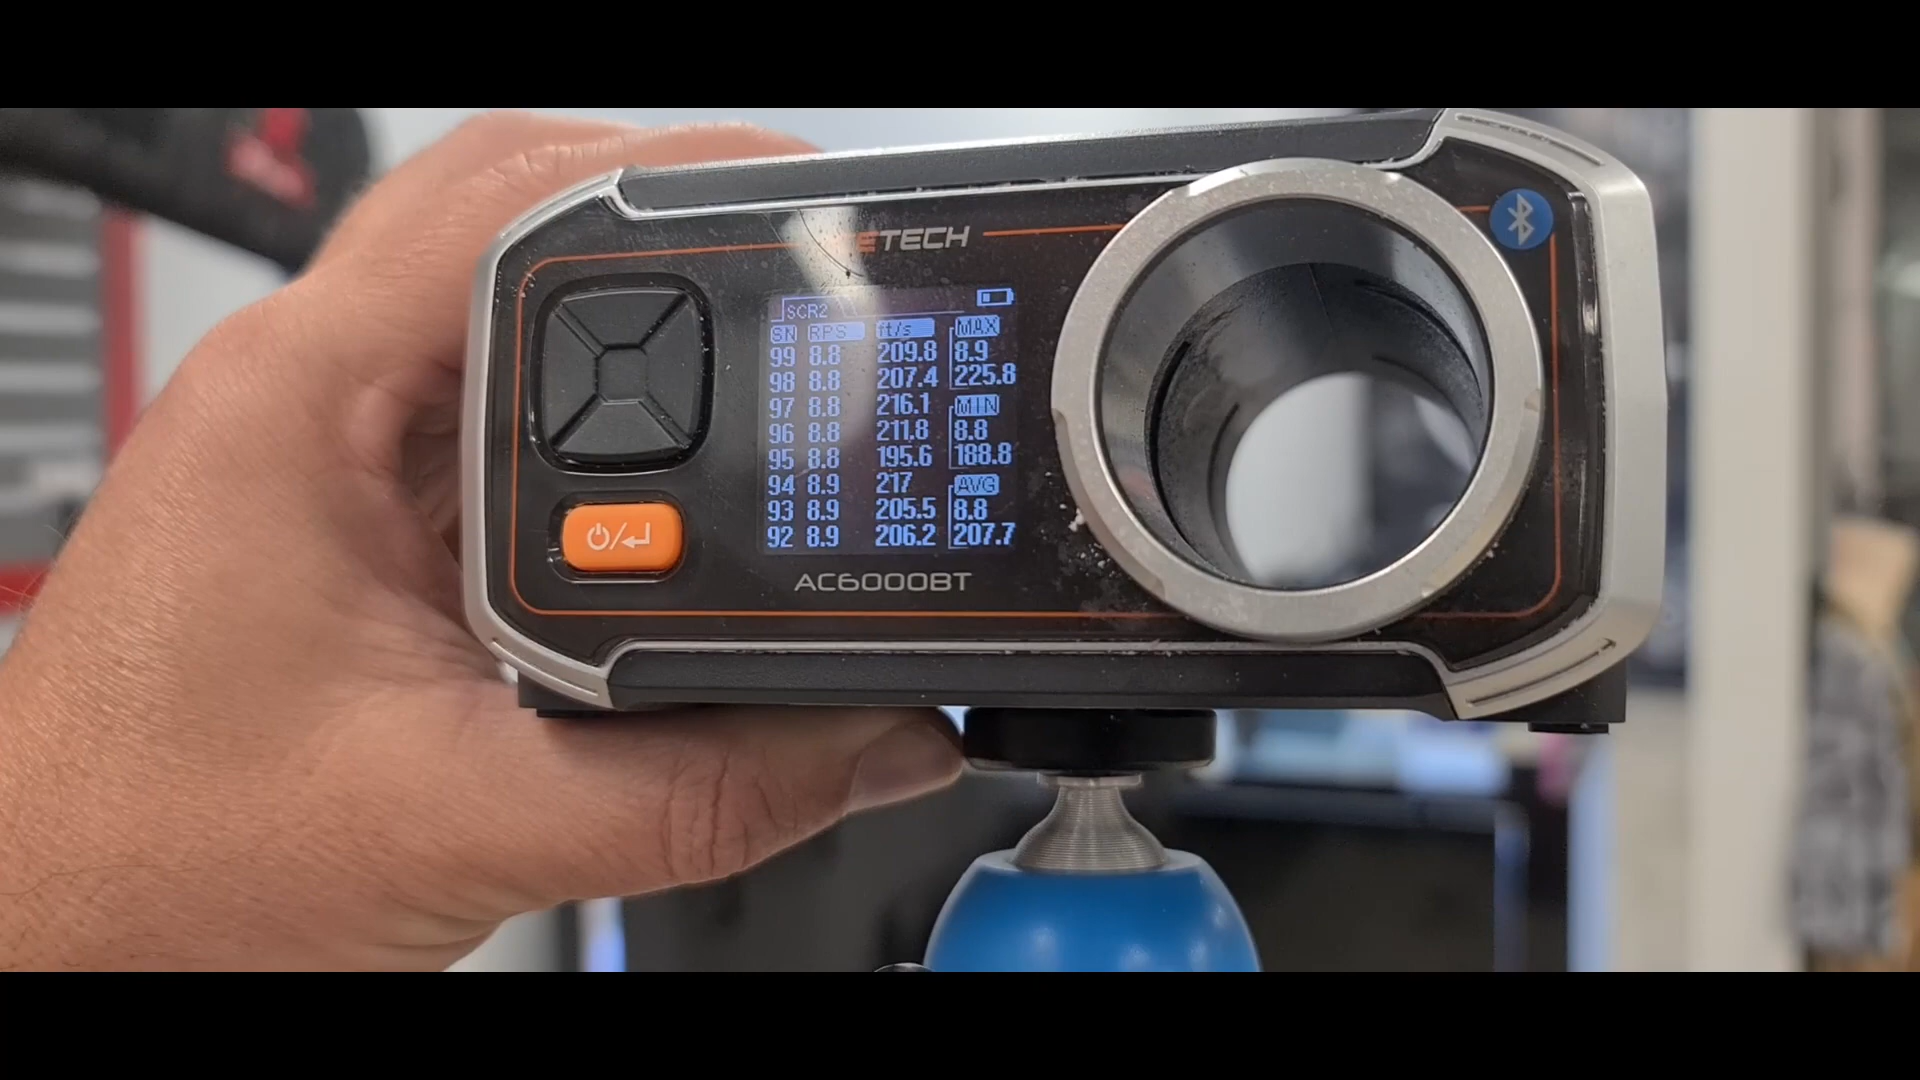 ETECH
SCR2
SN RPS ft/s MAX
99 8.8 209.8 8.9
98 8.8 207.4 225.8
97 8.8 216.1 MIN
96 8.8 211.8 8.8
95 8.8 195.6 188.8
94 8.9 217 AVG
93 8.9 205.5 8.8
92 8.9 206.2 207.7
AC6000BT